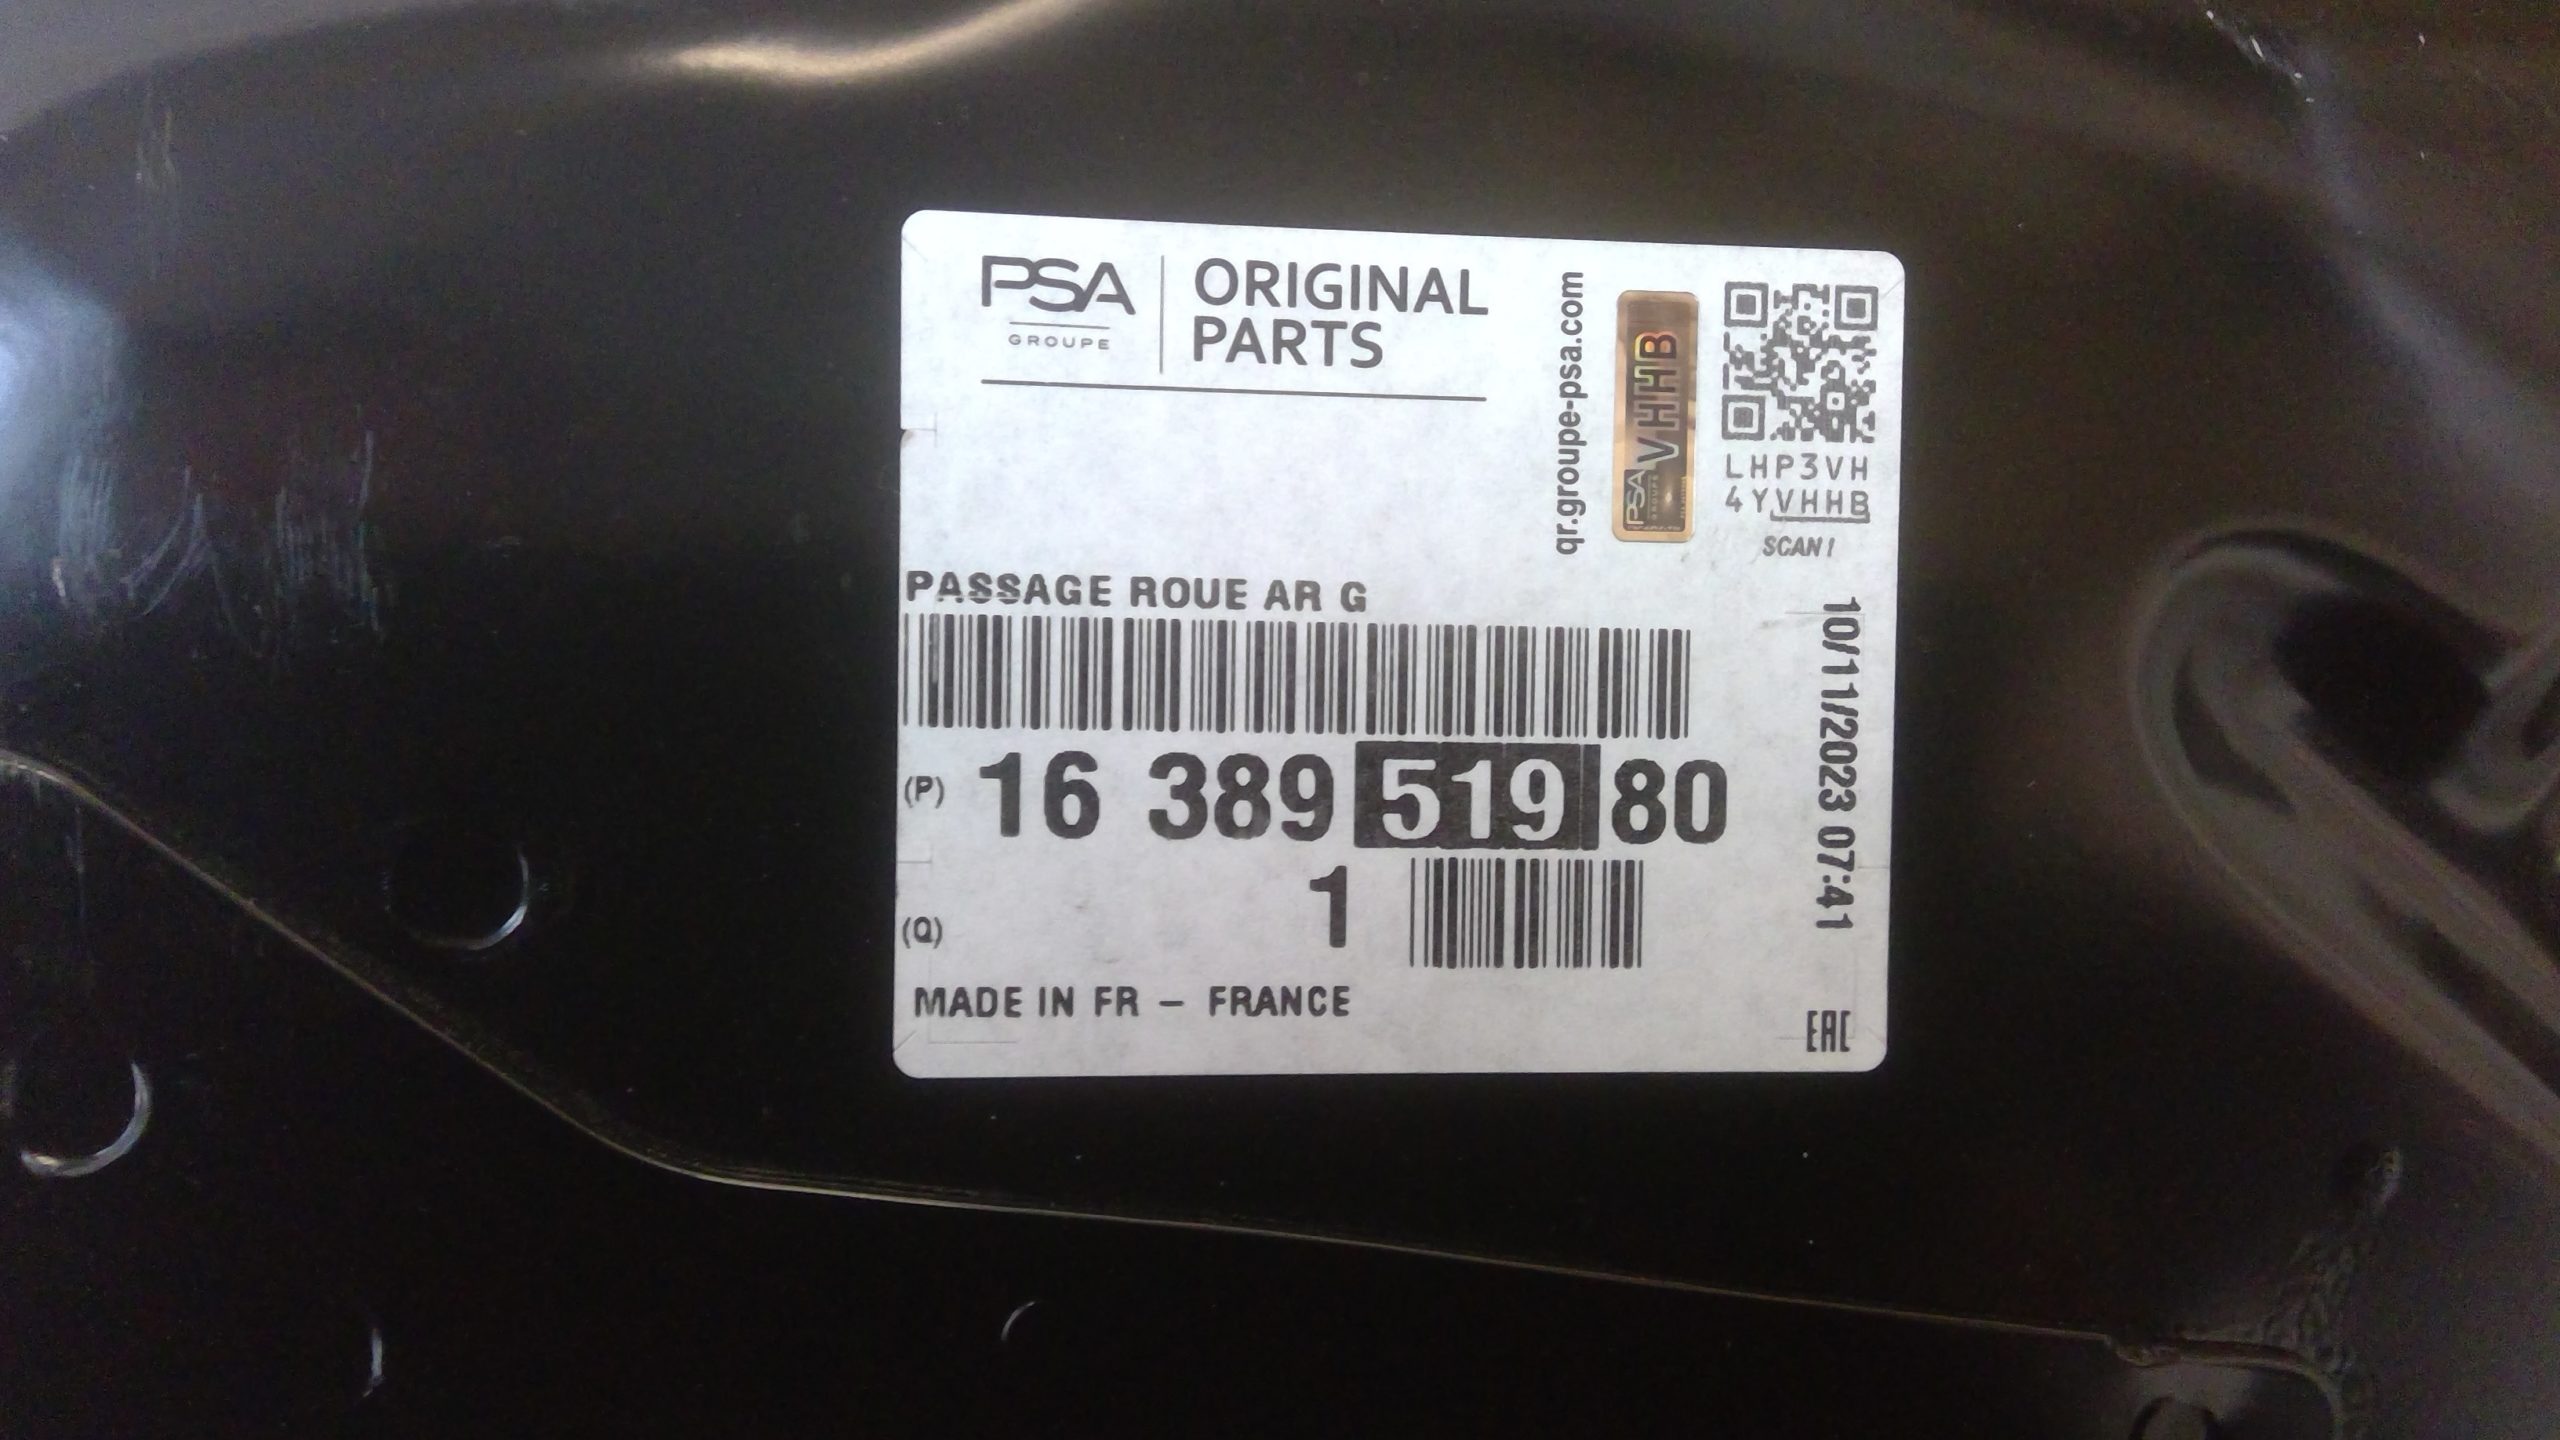 PSA
GROUPE
ORIGINAL
PARTS
qr.groupe-psa.com
PSA
GROUPE
VHHB
LHP3VH
4YVHHB
SCAN!
PASSAGE ROUE AR G
(P) 16 389 519 80
(Q) 1
MADE IN FR - FRANCE
10/11/2023 07:41
EAC